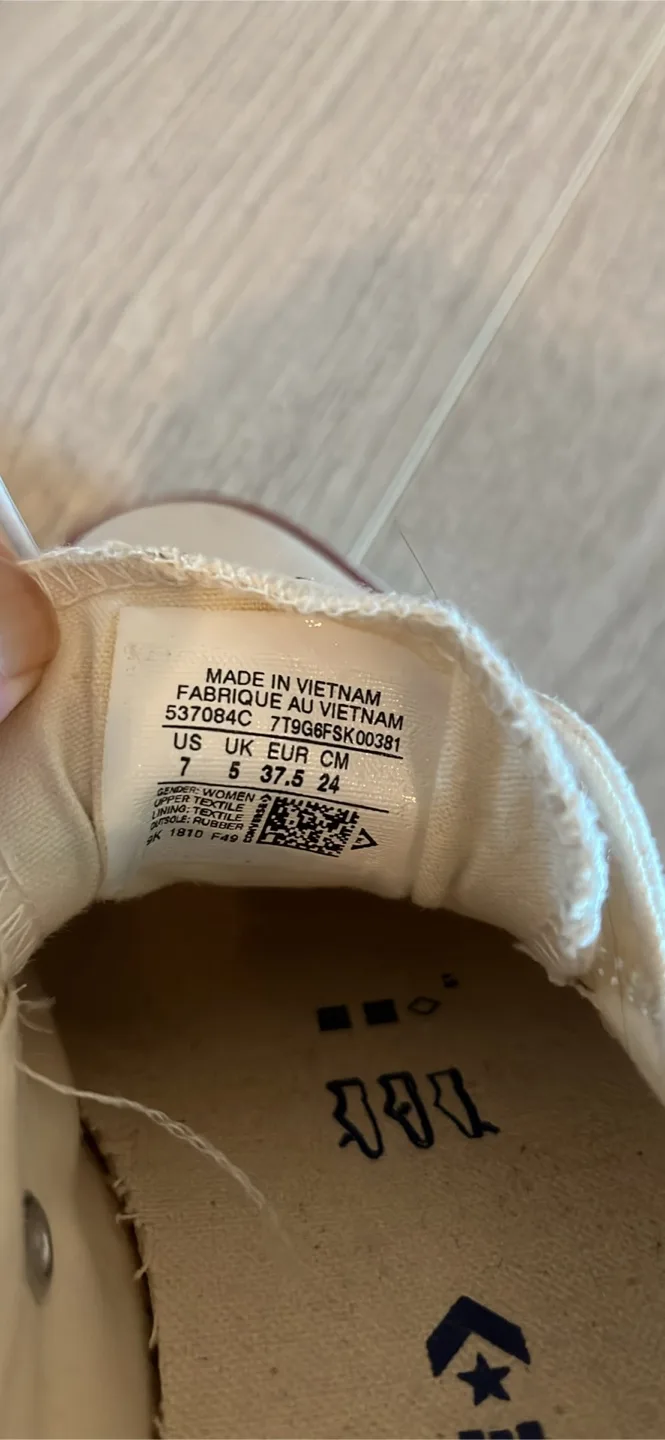 MADE IN VIETNAM
FABRIQUE AU VIETNAM
537084C 7T9G6FSK00381
US UK EUR CM
7 5 37.5 24
GENDER: WOMEN
UPPER TEXTILE
LINING: TEXTILE
OUTSOLE: RUBBER
1810 F49
CONVERSE